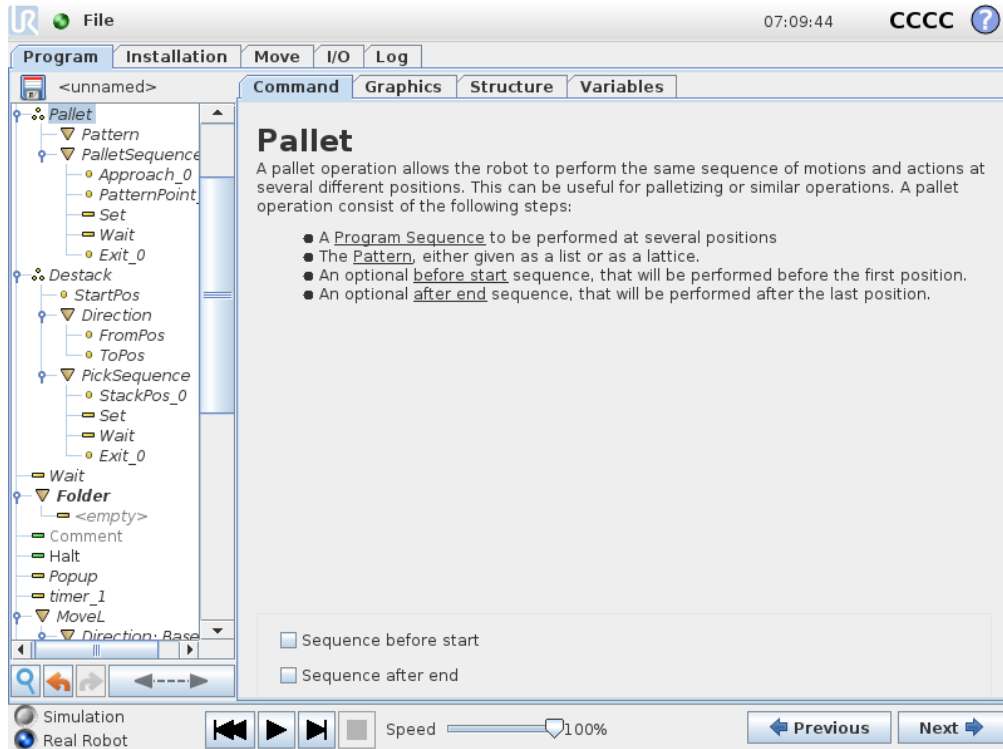 UR File 07:09:44 CCCC ?
Program Installation Move I/O Log
<unnamed>
Command Graphics Structure Variables
Pallet
Pattern
PalletSequence
Approach_0
PatternPoint_
Set
Wait
Exit_0
Destack
StartPos
Direction
FromPos
ToPos
PickSequence
StackPos_0
Set
Wait
Exit_0
Wait
Folder
<empty>
Comment
Halt
Popup
timer_1
MoveL
Direction: Base
Pallet
A pallet operation allows the robot to perform the same sequence of motions and actions at
several different positions. This can be useful for palletizing or similar operations. A pallet
operation consist of the following steps:
A Program Sequence to be performed at several positions
The Pattern, either given as a list or as a lattice.
An optional before start sequence, that will be performed before the first position.
An optional after end sequence, that will be performed after the last position.
Sequence before start
Sequence after end
Simulation
Real Robot
Speed 100%
Previous Next